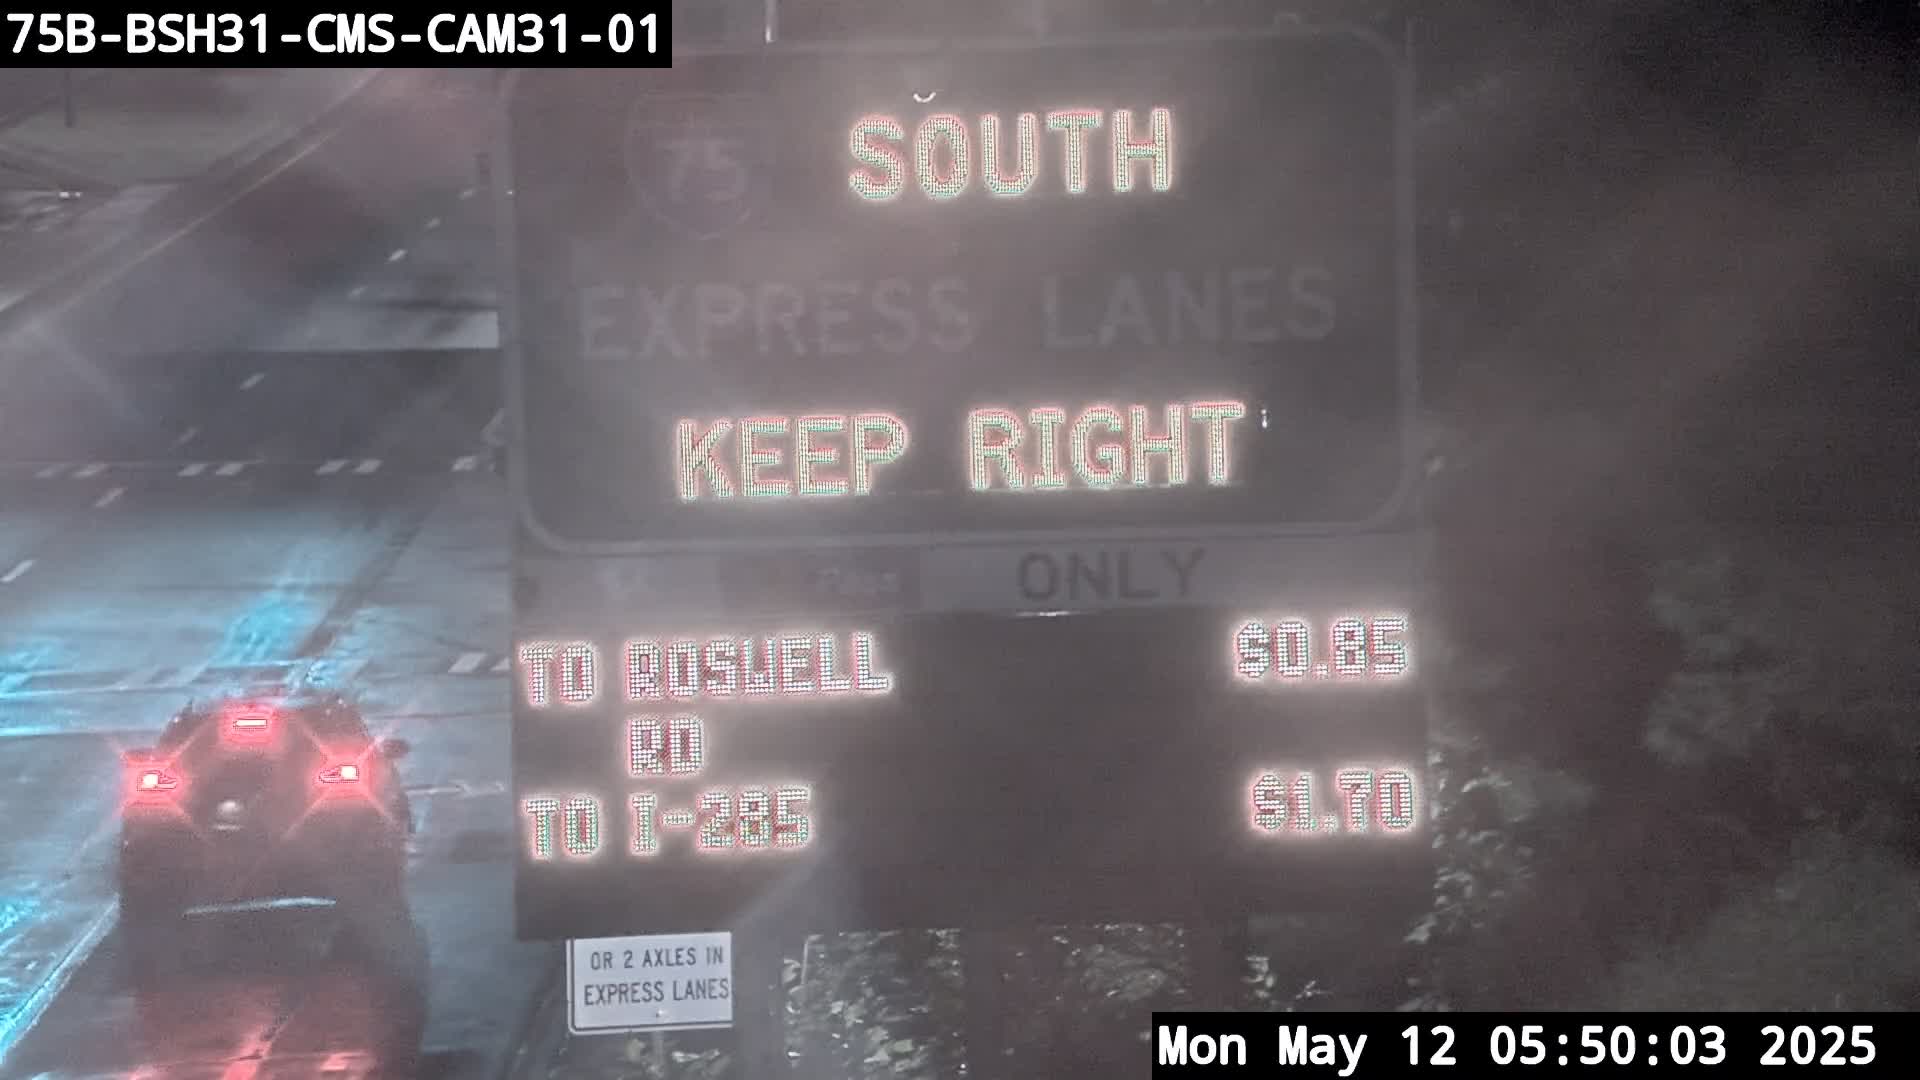 75B-BSH31-CMS-CAM31-01
75 SOUTH
EXPRESS LANES
KEEP RIGHT
Pass ONLY
TO ROSWELL $0.85
RD
TO I-285 $1.70
OR 2 AXLES IN
EXPRESS LANES
Mon May 12 05:50:03 2025